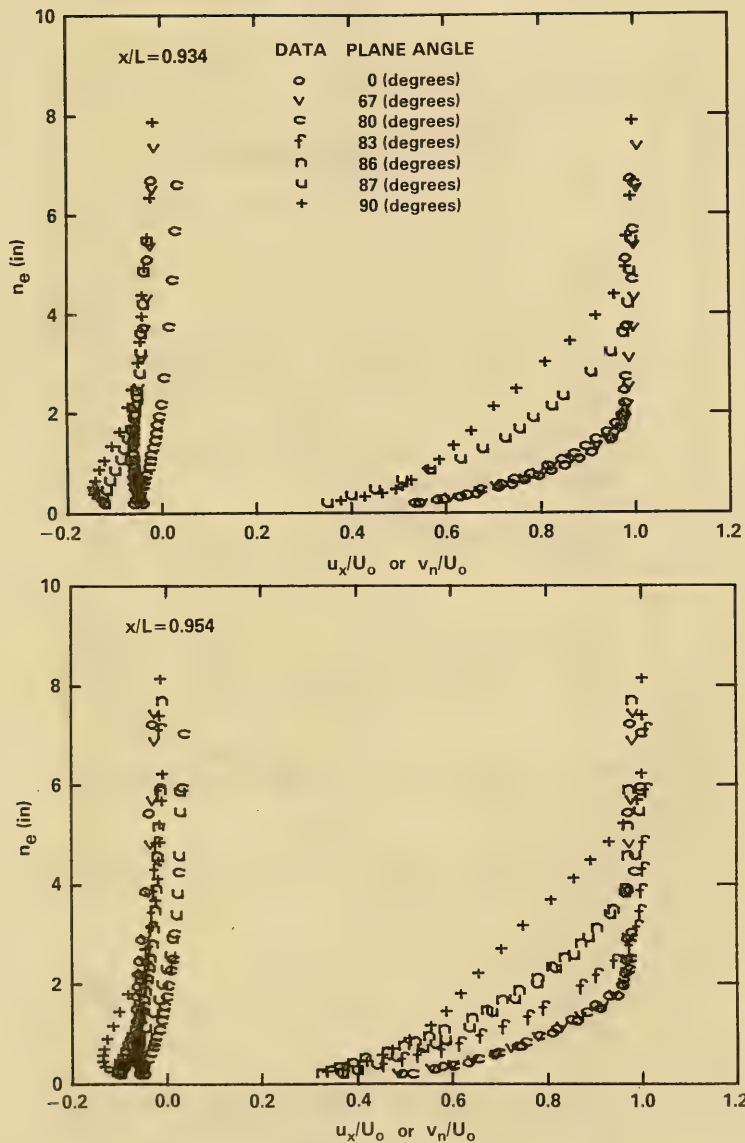 10
x/L=0.934
DATA PLANE ANGLE
0 (degrees)
67 (degrees)
80 (degrees)
83 (degrees)
86 (degrees)
87 (degrees)
90 (degrees)
8
6
4
2
0
n_e (in)
−0.2 0.0 0.2 0.4 0.6 0.8 1.0 1.2
u_x/U_o or v_n/U_o
10
x/L=0.954
8
6
4
2
0
n_e (in)
−0.2 0.0 0.2 0.4 0.6 0.8 1.0 1.2
u_x/U_o or v_n/U_o